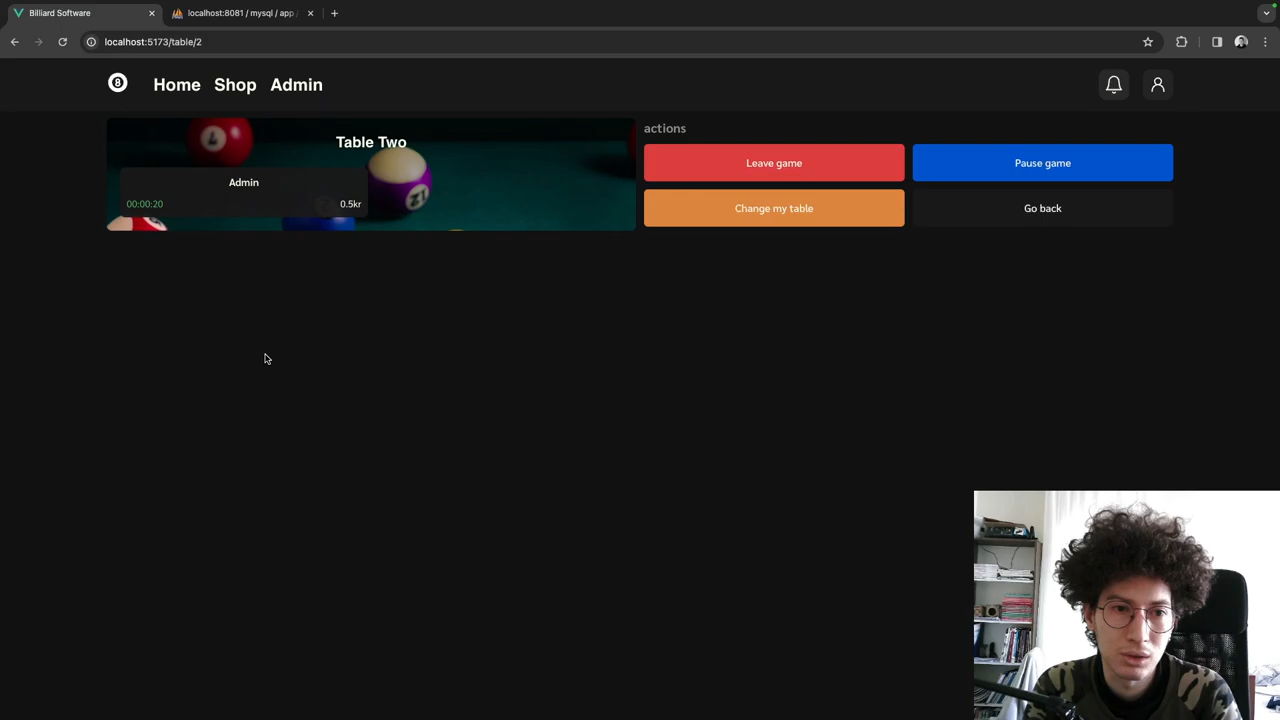 Billiard Software
localhost:8081 / mysql / app /
localhost:5173/table/2
8
Home Shop Admin
Table Two
Admin
00:00:20 0.5kr
actions
Leave game
Pause game
Change my table
Go back